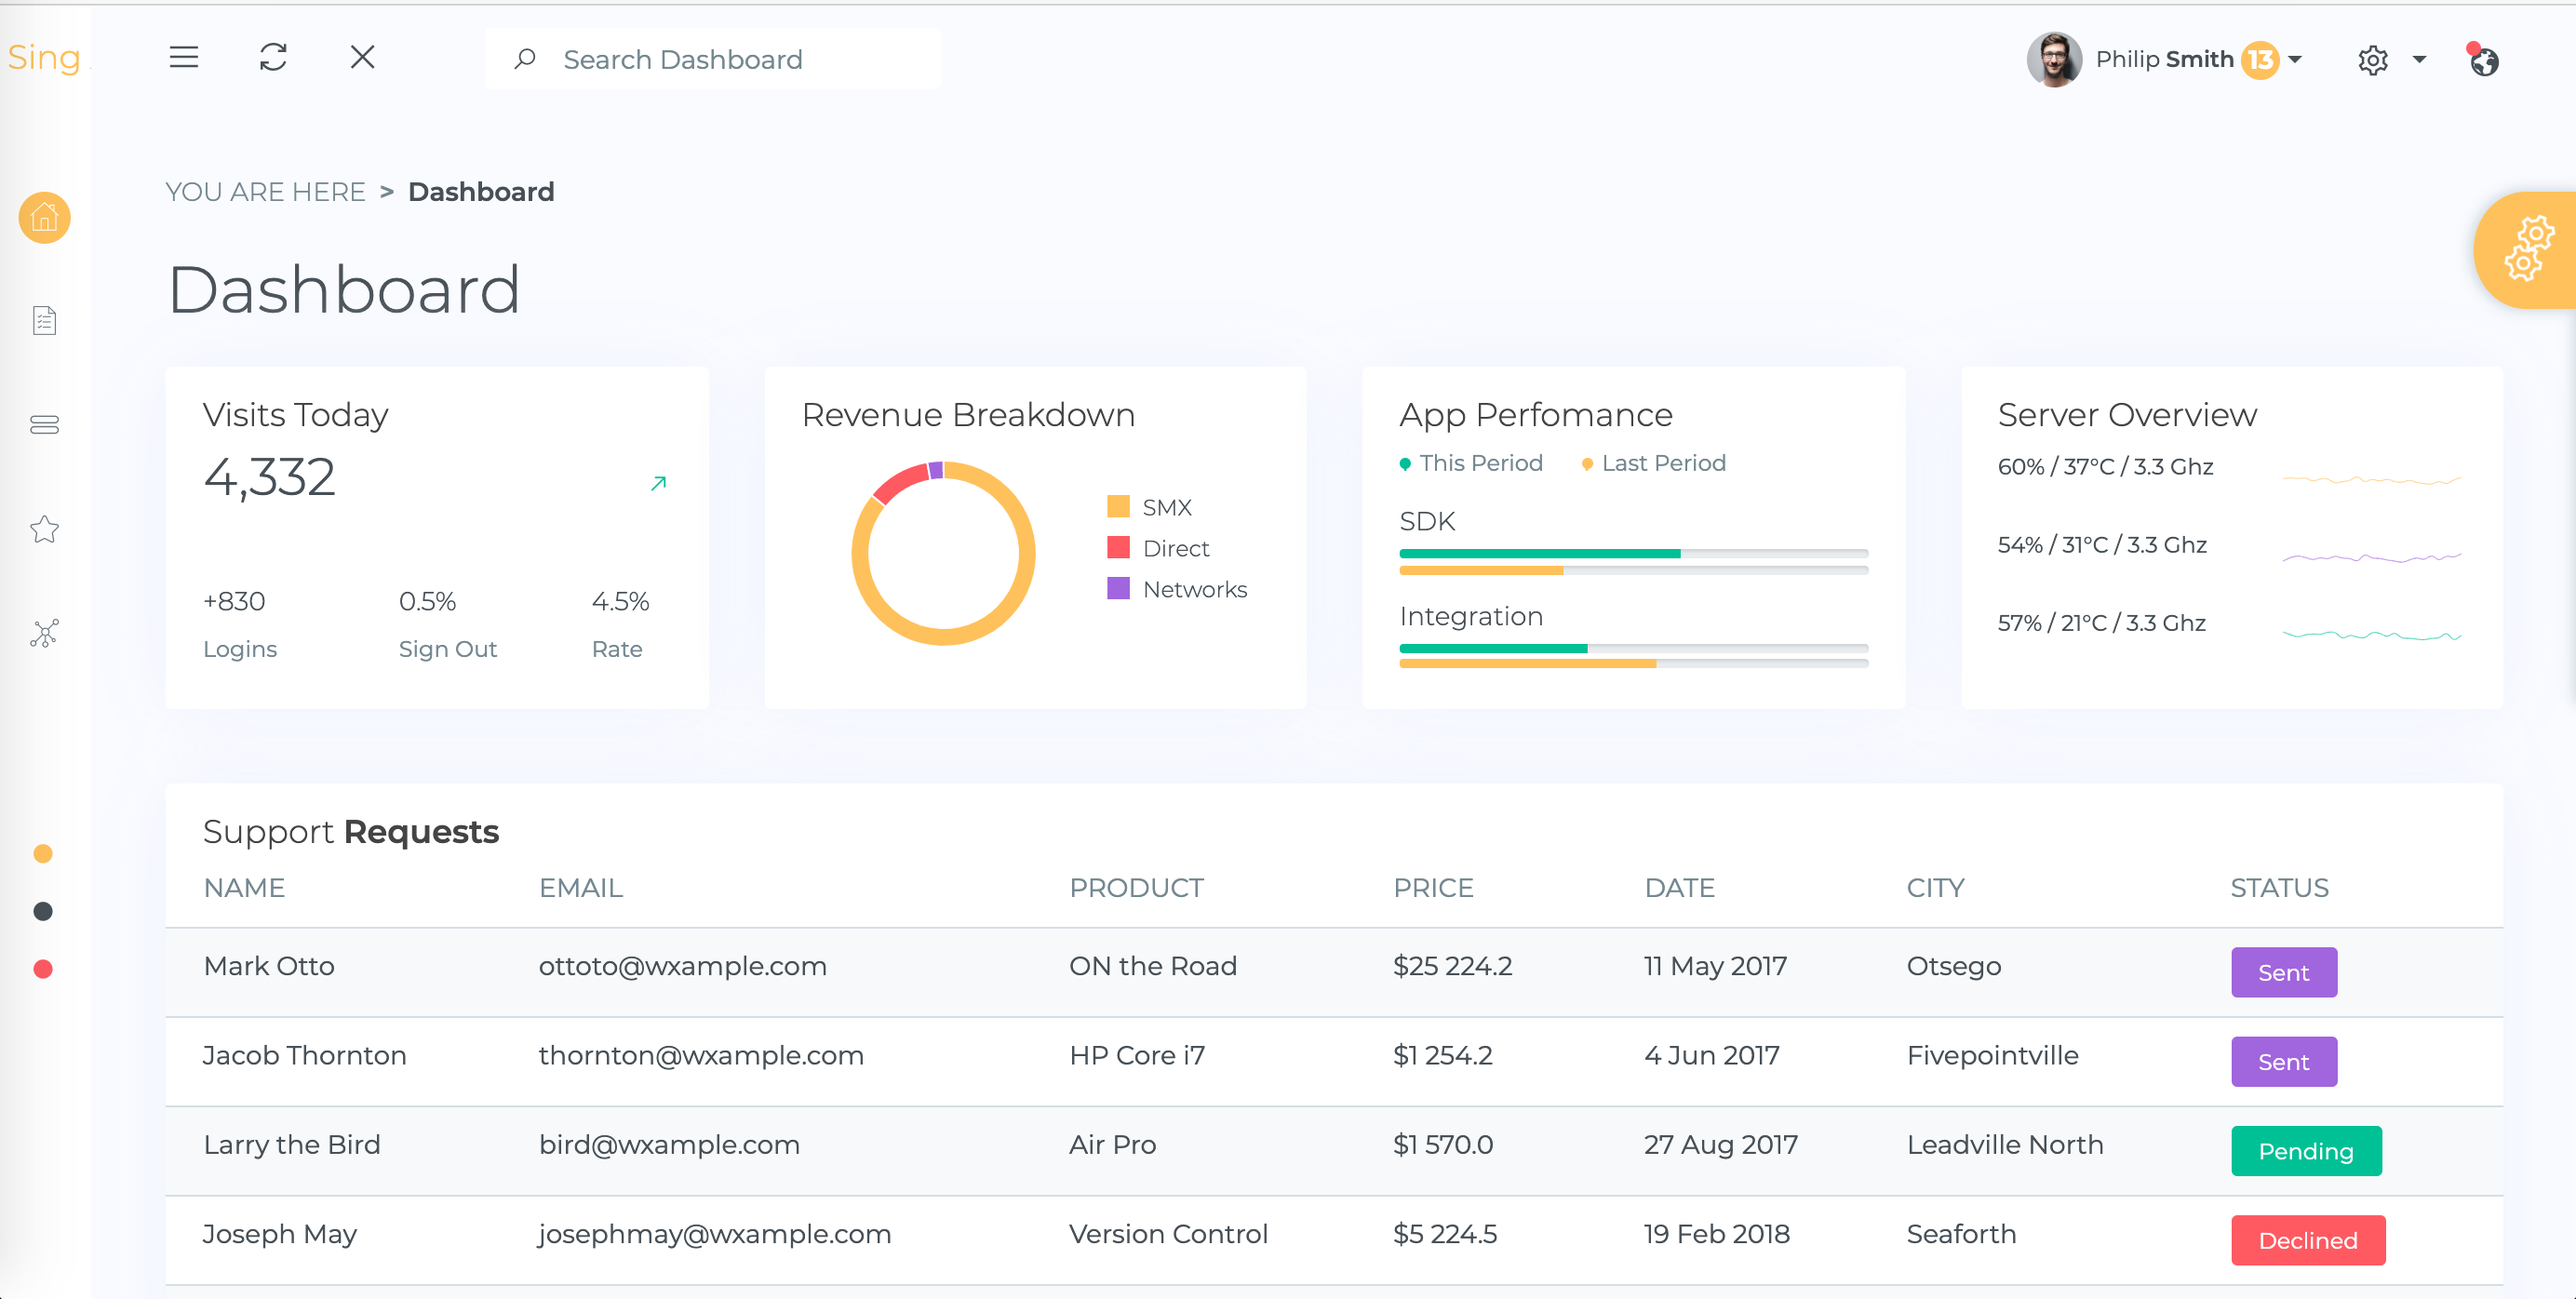 Sing
Search Dashboard
Philip Smith 13
YOU ARE HERE > Dashboard
Dashboard
Visits Today
4,332
+830 0.5% 4.5%
Logins Sign Out Rate
Revenue Breakdown
SMX
Direct
Networks
App Perfomance
This Period Last Period
SDK
Integration
Server Overview
60% / 37°C / 3.3 Ghz
54% / 31°C / 3.3 Ghz
57% / 21°C / 3.3 Ghz
Support Requests
NAME EMAIL PRODUCT PRICE DATE CITY STATUS
Mark Otto ottoto@wxample.com ON the Road $25 224.2 11 May 2017 Otsego Sent
Jacob Thornton thornton@wxample.com HP Core i7 $1 254.2 4 Jun 2017 Fivepointville Sent
Larry the Bird bird@wxample.com Air Pro $1 570.0 27 Aug 2017 Leadville North Pending
Joseph May josephmay@wxample.com Version Control $5 224.5 19 Feb 2018 Seaforth Declined